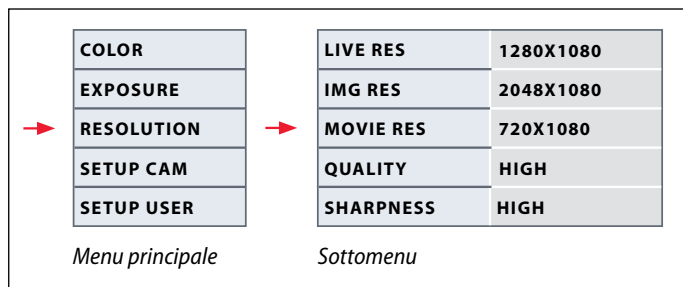 COLOR
EXPOSURE
RESOLUTION
SETUP CAM
SETUP USER
Menu principale
LIVE RES 1280X1080
IMG RES 2048X1080
MOVIE RES 720X1080
QUALITY HIGH
SHARPNESS HIGH
Sottomenu